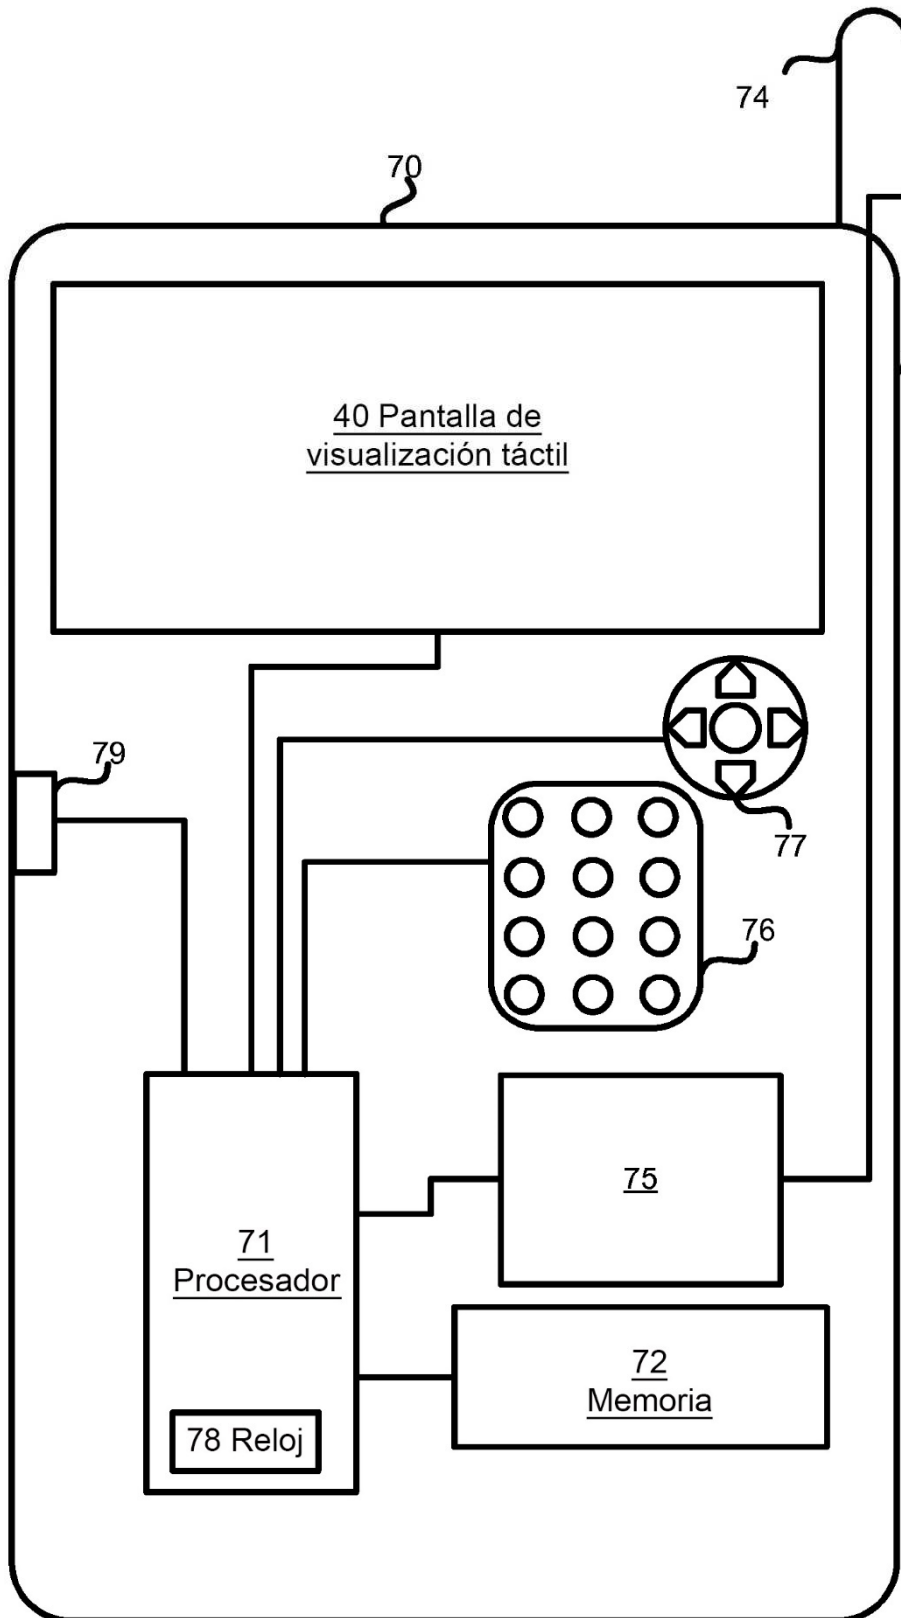 74
70
40 Pantalla de
visualización táctil
79
77
76
75
71
Procesador
72
Memoria
78 Reloj